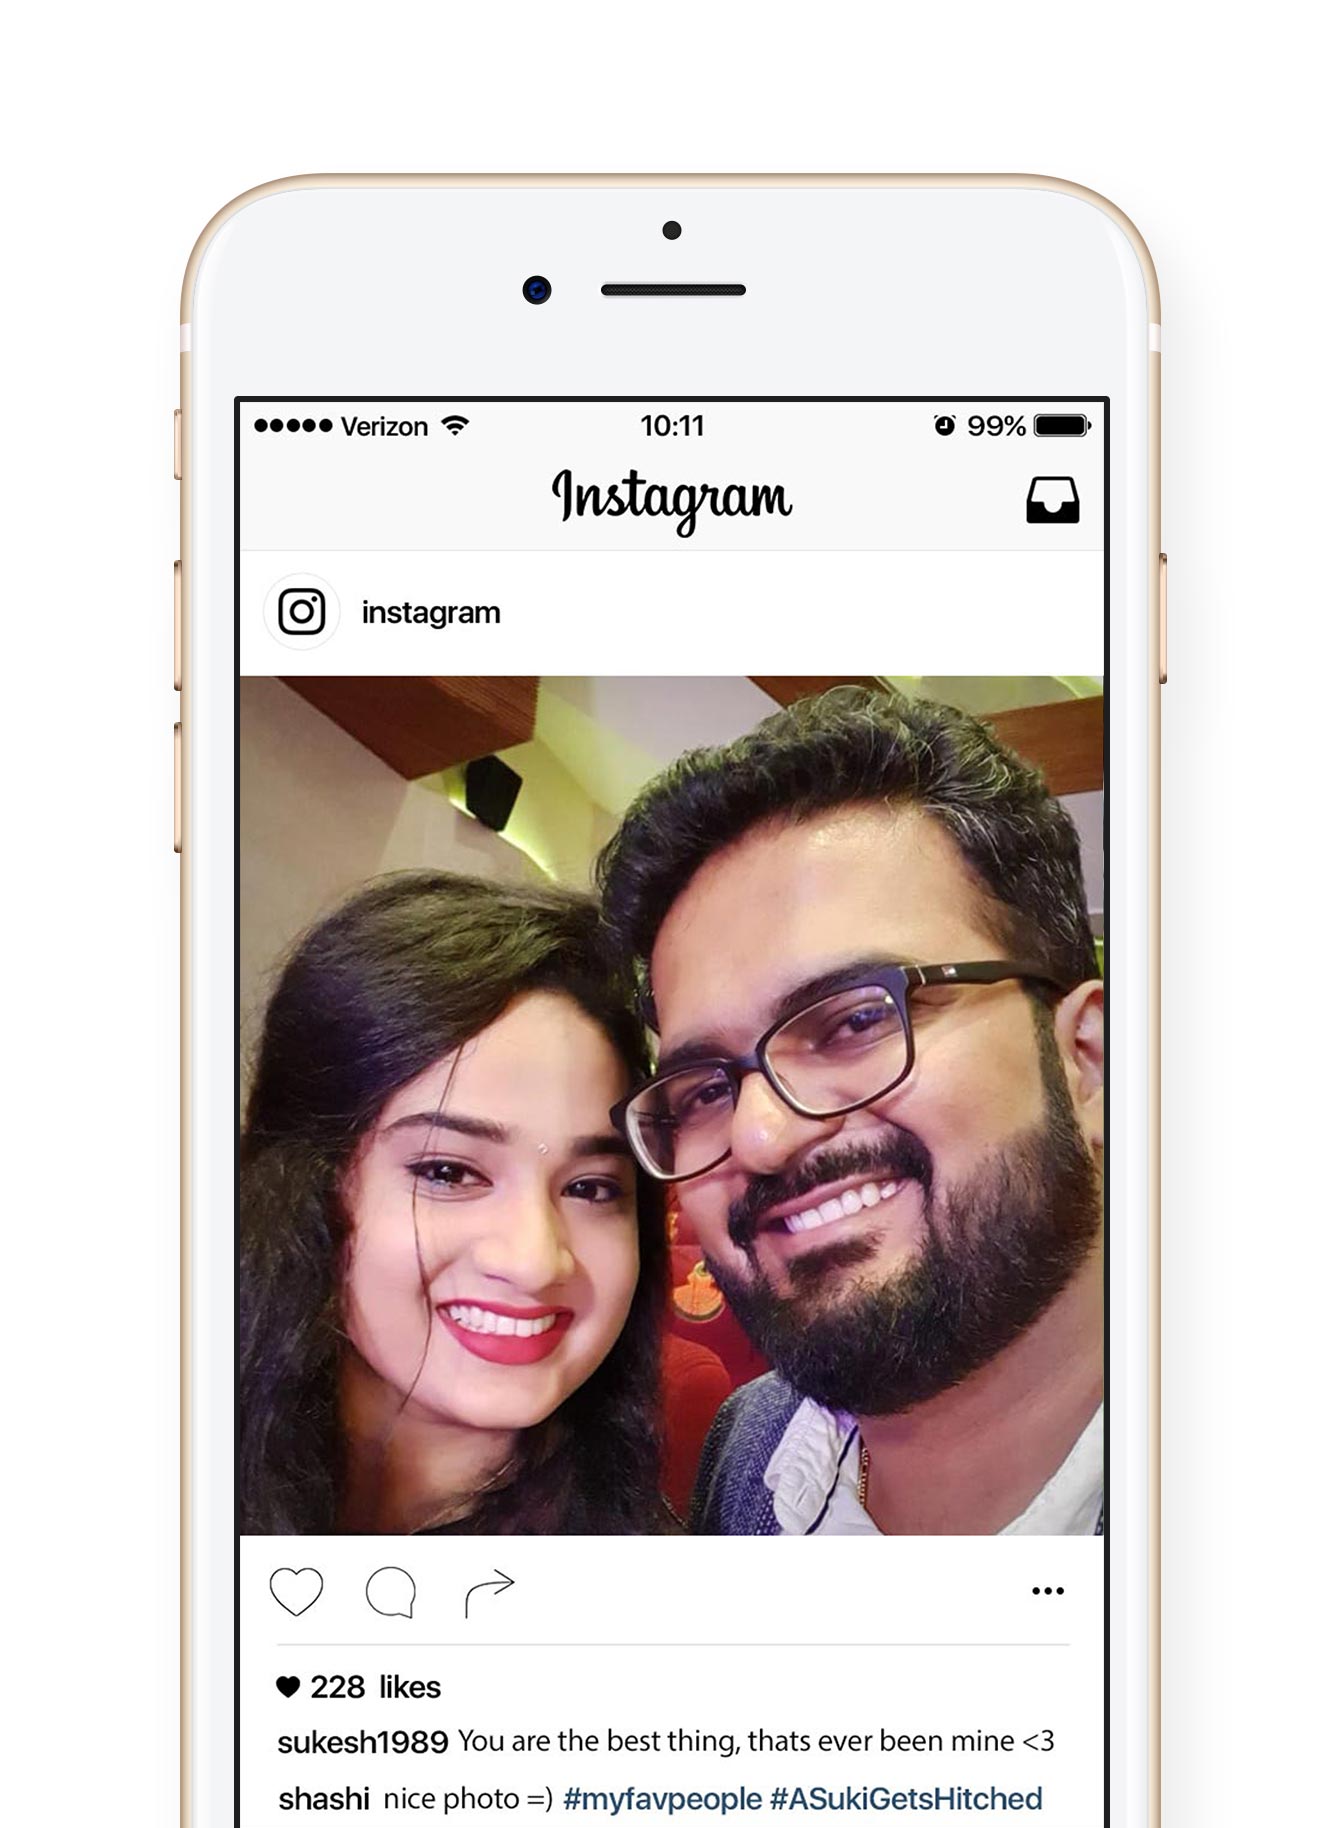 Verizon 10:11 99%
Instagram
instagram
228 likes
sukesh1989 You are the best thing, thats ever been mine <3
shashi nice photo =) #myfavpeople #ASukiGetsHitched